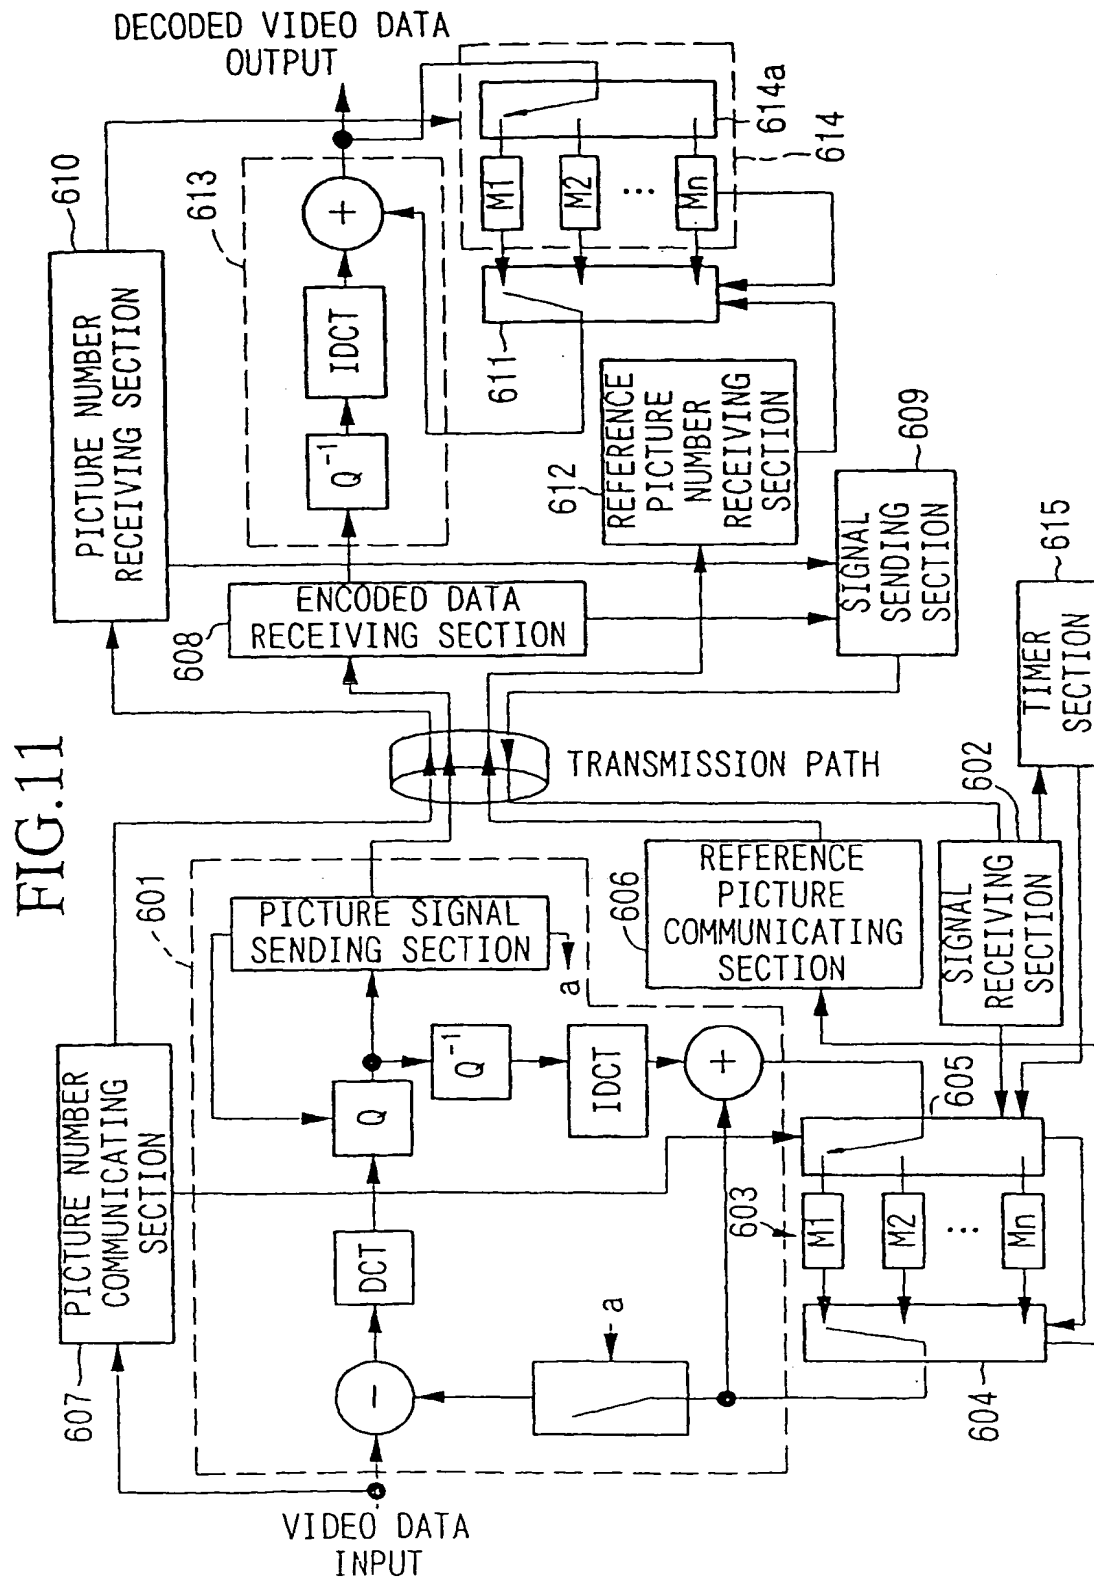 FIG.11
607
PICTURE NUMBER
COMMUNICATING
SECTION
601
PICTURE SIGNAL
SENDING SECTION
a
VIDEO DATA
INPUT
−
DCT
Q
Q⁻¹
IDCT
+
a
603
604
M1
M2
...
Mn
605
606
REFERENCE
PICTURE
COMMUNICATING
SECTION
SIGNAL
RECEIVING
SECTION
602
TIMER
SECTION
615
TRANSMISSION PATH
610
PICTURE NUMBER
RECEIVING SECTION
608
ENCODED DATA
RECEIVING SECTION
613
Q⁻¹
IDCT
+
DECODED VIDEO DATA
OUTPUT
612
REFERENCE
PICTURE
NUMBER
RECEIVING
SECTION
611
M1
M2
...
Mn
614a
614
SIGNAL
SENDING
SECTION
609